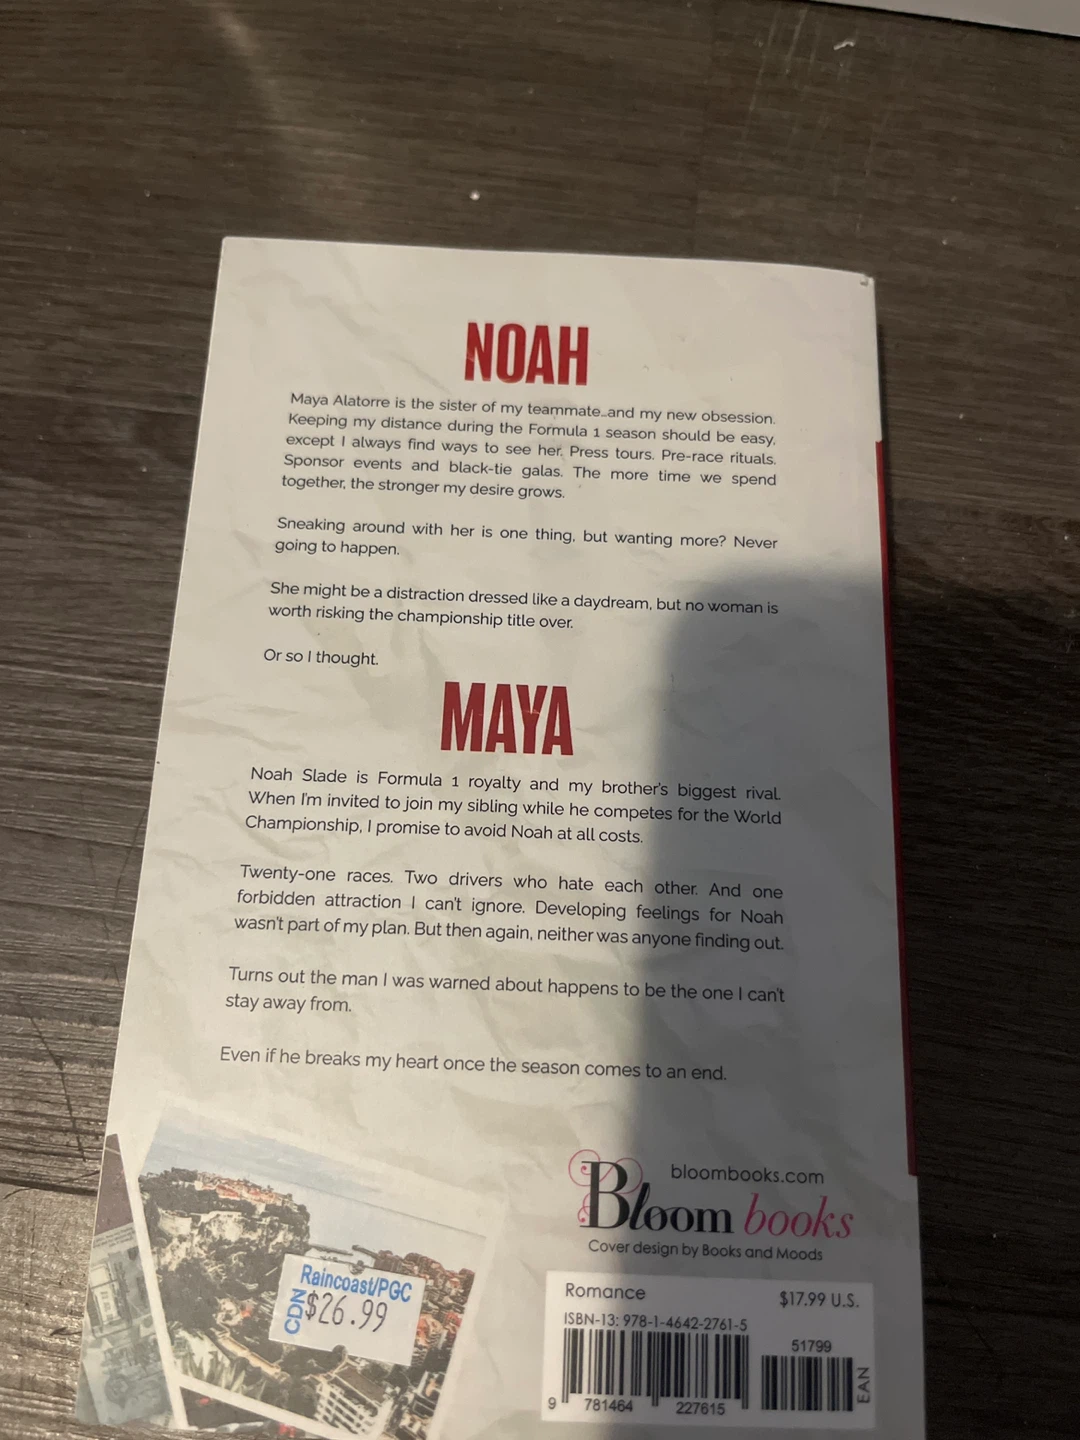 NOAH
Maya Alatorre is the sister of my teammate...and my new obsession.
Keeping my distance during the Formula 1 season should be easy,
except I always find ways to see her. Press tours. Pre-race rituals.
Sponsor events and black-tie galas. The more time we spend
together, the stronger my desire grows.
Sneaking around with her is one thing, but wanting more? Never
going to happen.
She might be a distraction dressed like a daydream, but no woman is
worth risking the championship title over.
Or so I thought.
MAYA
Noah Slade is Formula 1 royalty and my brother's biggest rival.
When I'm invited to join my sibling while he competes for the World
Championship, I promise to avoid Noah at all costs.
Twenty-one races. Two drivers who hate each other. And one
forbidden attraction I can't ignore. Developing feelings for Noah
wasn't part of my plan. But then again, neither was anyone finding out.
Turns out the man I was warned about happens to be the one I can't
stay away from.
Even if he breaks my heart once the season comes to an end.
bloombooks.com
Bloom books
Cover design by Books and Moods
Raincoast/PGC
CDN $26.99
Romance $17.99 U.S.
ISBN-13: 978-1-4642-2761-5
51799
EAN
9 781464 227615